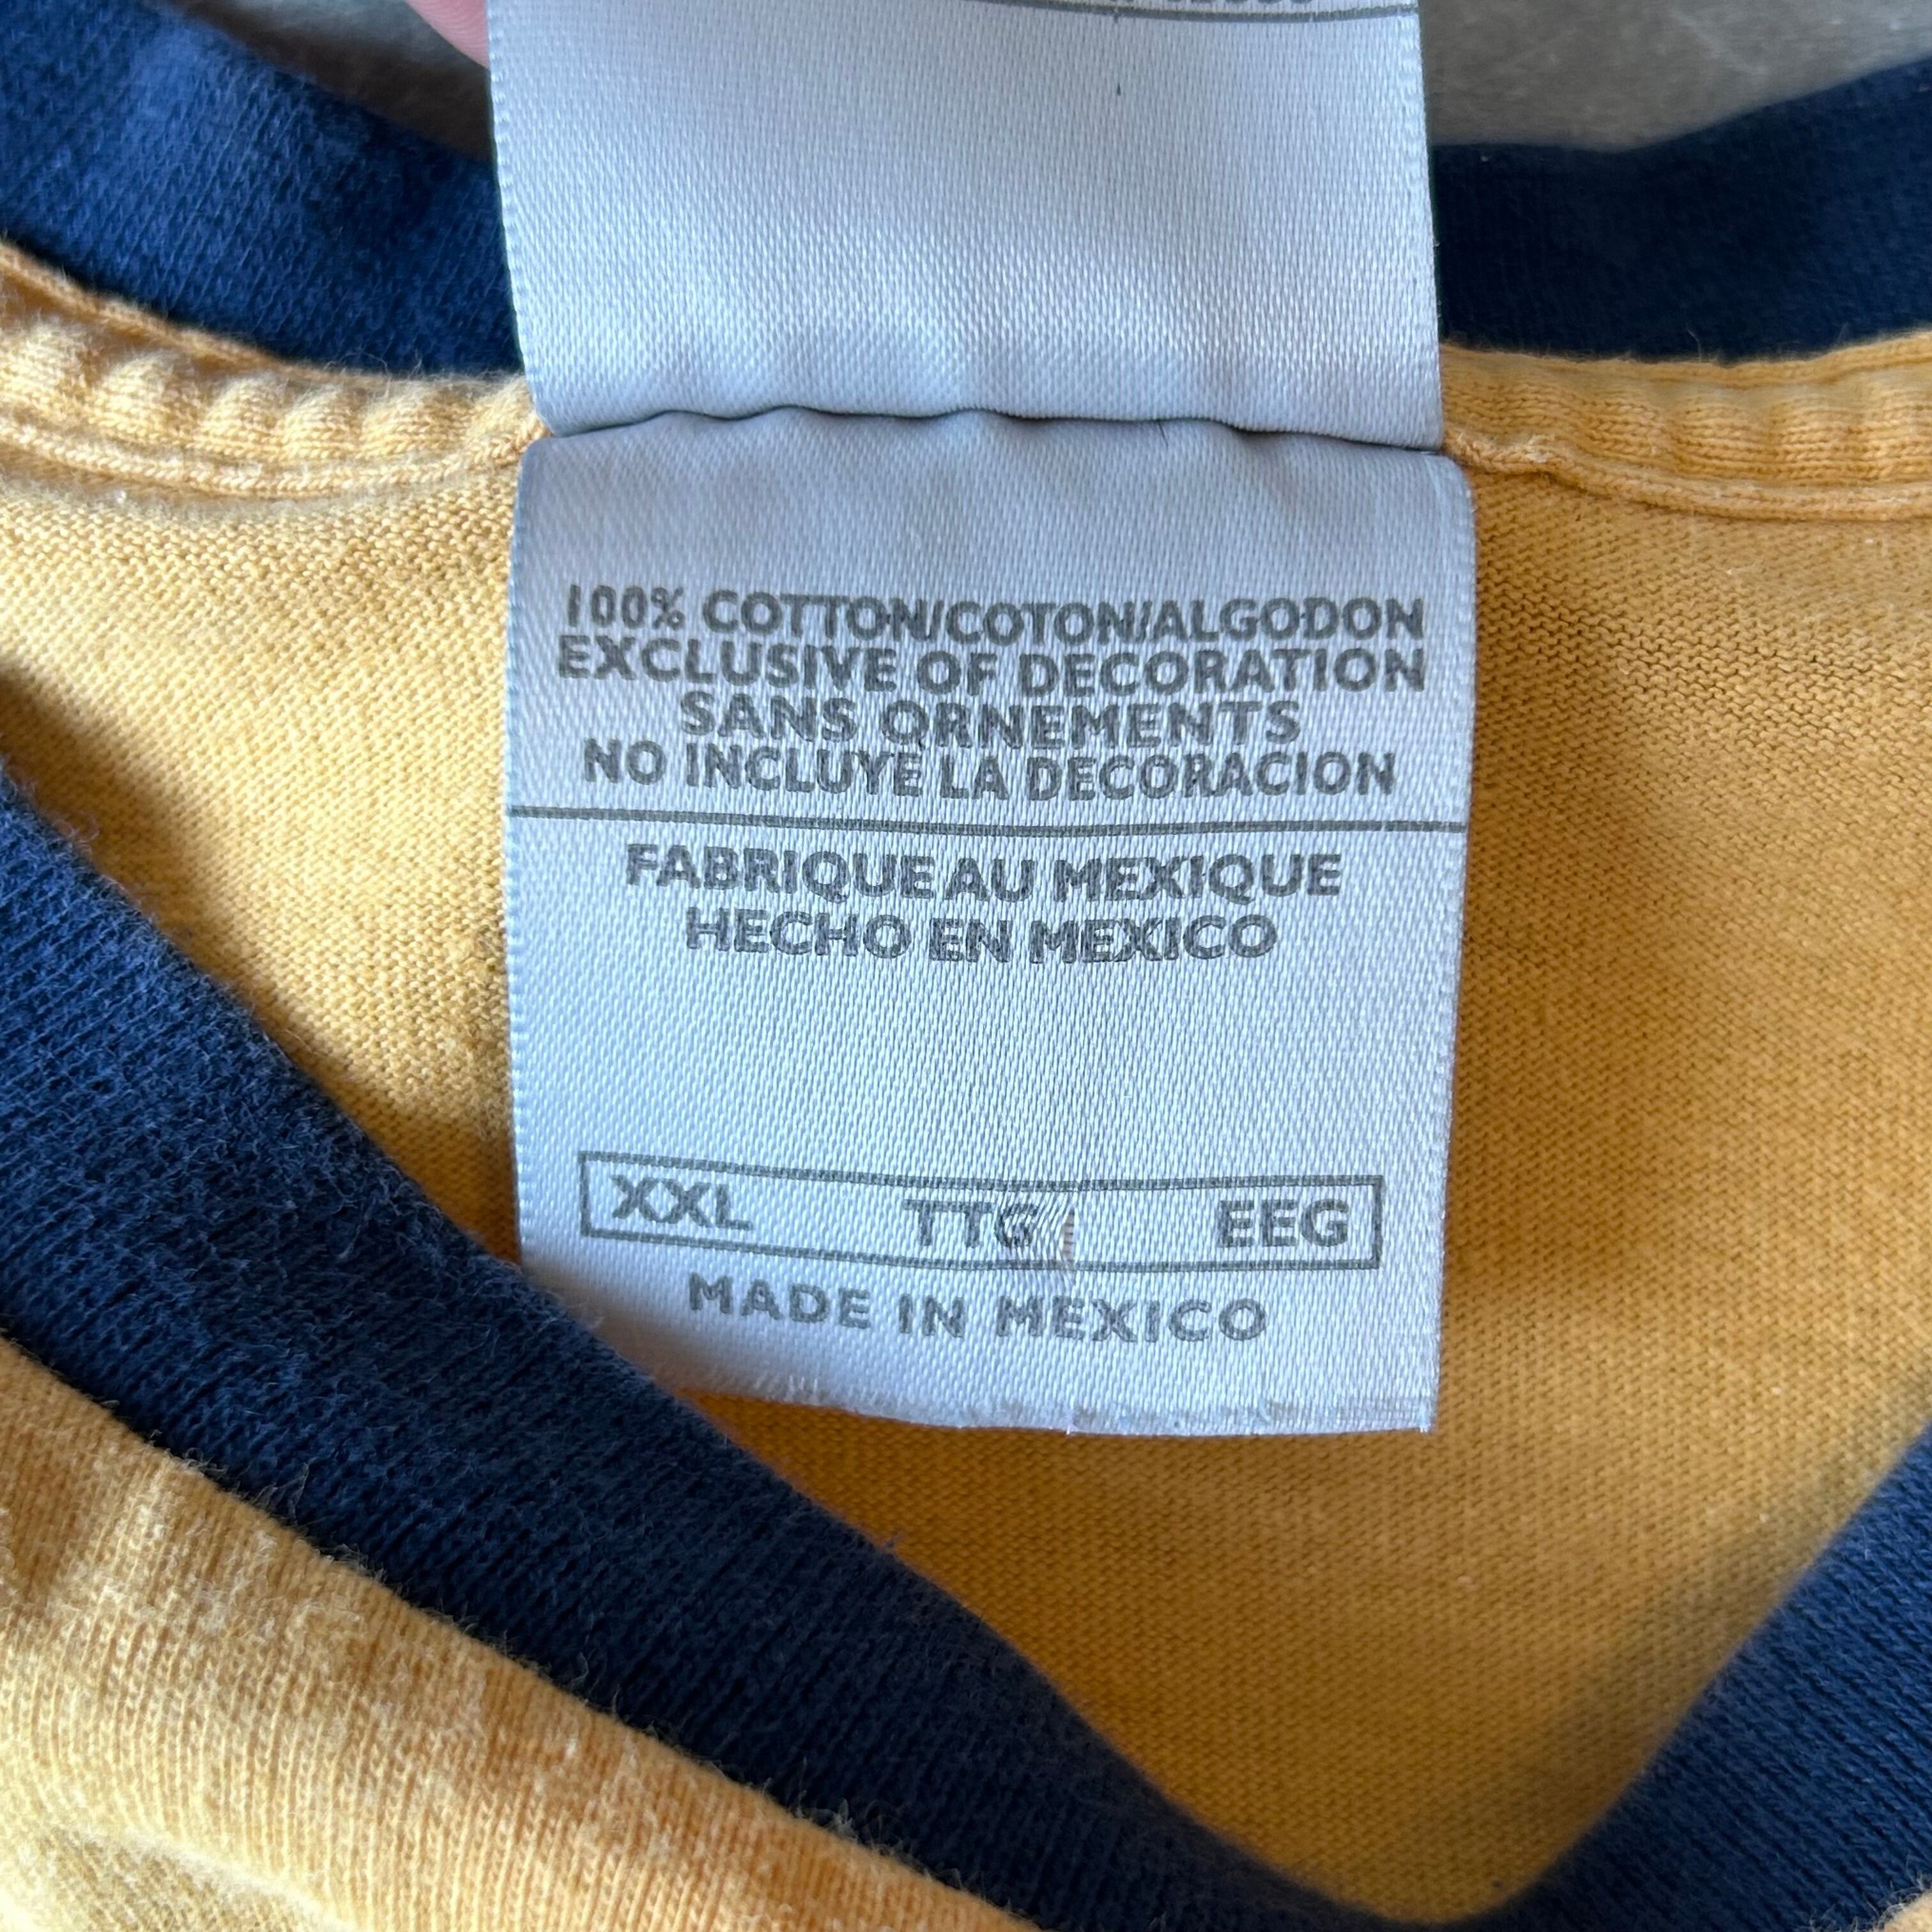 100% COTTON/COTON/ALGODON
EXCLUSIVE OF DECORATION
SANS ORNEMENTS
NO INCLUYE LA DECORACION
FABRIQUE AU MEXIQUE
HECHO EN MEXICO
XXL TTG EEG
MADE IN MEXICO